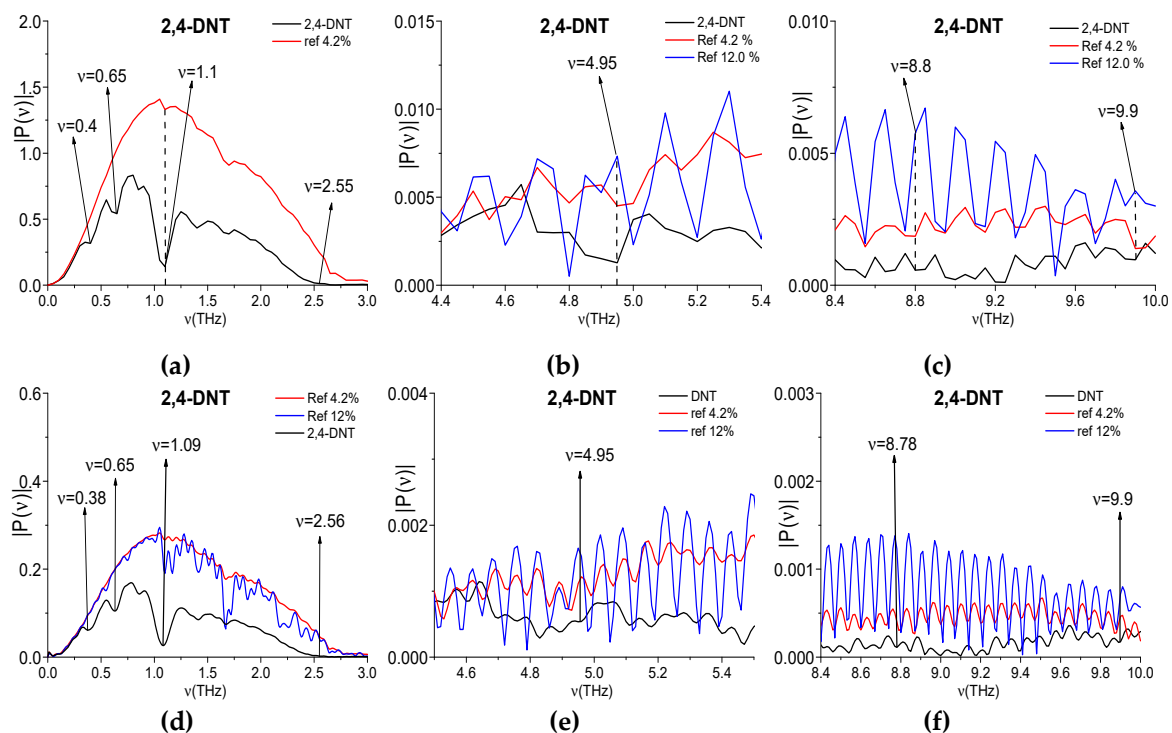 2,4-DNT
2,4-DNT
ref 4.2%
ν=0.4
ν=0.65
ν=1.1
ν=2.55
|P(ν)|
2.0
1.5
1.0
0.5
0.0
0.0 0.5 1.0 1.5 2.0 2.5 3.0
ν(THz)
(a)
2,4-DNT
2,4-DNT
Ref 4.2 %
Ref 12.0 %
ν=4.95
|P(ν)|
0.015
0.010
0.005
0.000
4.4 4.6 4.8 5.0 5.2 5.4
ν(THz)
(b)
2,4-DNT
2,4-DNT
Ref 4.2 %
Ref 12.0 %
ν=8.8
ν=9.9
|P(ν)|
0.010
0.005
0.000
8.4 8.8 9.2 9.6 10.0
ν(THz)
(c)
2,4-DNT
Ref 4.2%
Ref 12%
2,4-DNT
ν=0.38
ν=0.65
ν=1.09
ν=2.56
|P(ν)|
0.6
0.4
0.3
0.2
0.1
0.0
0.0 0.5 1.0 1.5 2.0 2.5 3.0
ν(THz)
(d)
2,4-DNT
DNT
ref 4.2%
ref 12%
ν=4.95
|P(ν)|
0.004
0.002
0.000
4.6 4.8 5.0 5.2 5.4
ν(THz)
(e)
2,4-DNT
DNT
ref 4.2%
ref 12%
ν=8.78
ν=9.9
|P(ν)|
0.003
0.002
0.001
0.000
8.4 8.6 8.8 9.0 9.2 9.4 9.6 9.8 10.0
ν(THz)
(f)